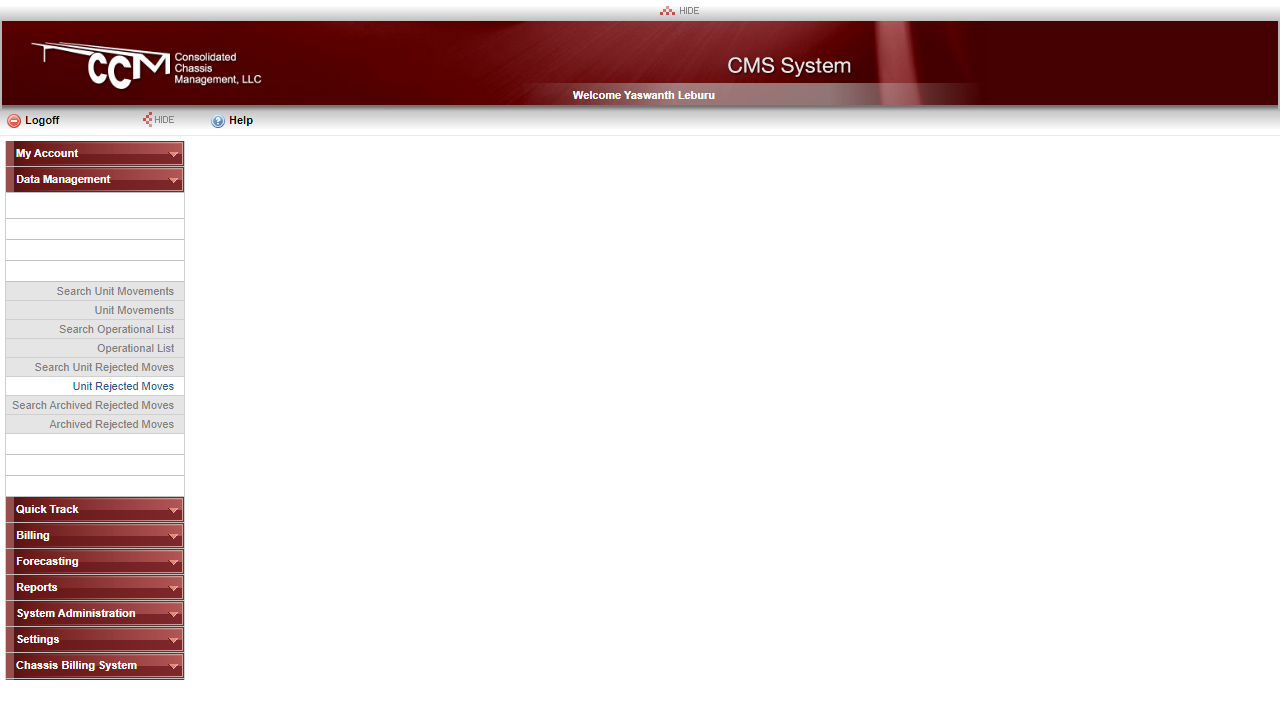 HIDE
CCM Consolidated
Chassis
Management, LLC
CMS System
Welcome Yaswanth Leburu
Logoff
HIDE
Help
My Account
Data Management
Search Unit Movements
Unit Movements
Search Operational List
Operational List
Search Unit Rejected Moves
Unit Rejected Moves
Search Archived Rejected Moves
Archived Rejected Moves
Quick Track
Billing
Forecasting
Reports
System Administration
Settings
Chassis Billing System